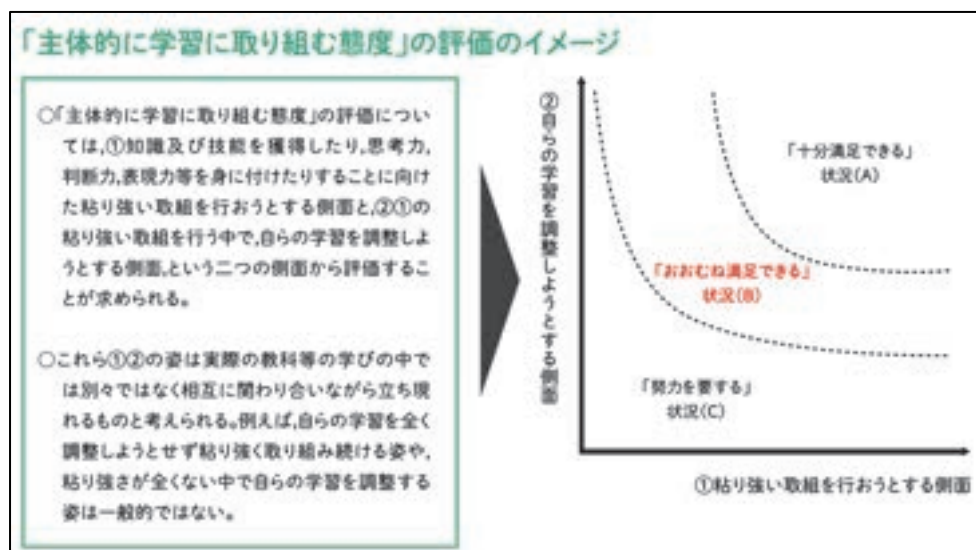 「主体的に学習に取り組む態度」の評価のイメージ
○「主体的に学習に取り組む態度」の評価につい
ては,①知識及び技能を獲得したり,思考力,
判断力,表現力等を身に付けたりすることに向け
た粘り強い取組を行おうとする側面と,②①の
粘り強い取組を行う中で,自らの学習を調整しよ
うとする側面,という二つの側面から評価するこ
とが求められる。
○これら①②の姿は実際の教科等の学びの中で
は別々ではなく相互に関わり合いながら立ち現
れるものと考えられる。例えば,自らの学習を全く
調整しようとせず粘り強く取り組み続ける姿や,
粘り強さが全くない中で自らの学習を調整する
姿は一般的ではない。
②自らの学習を調整しようとする側面
「十分満足できる」
状況(A)
「おおむね満足できる」
状況(B)
「努力を要する」
状況(C)
①粘り強い取組を行おうとする側面